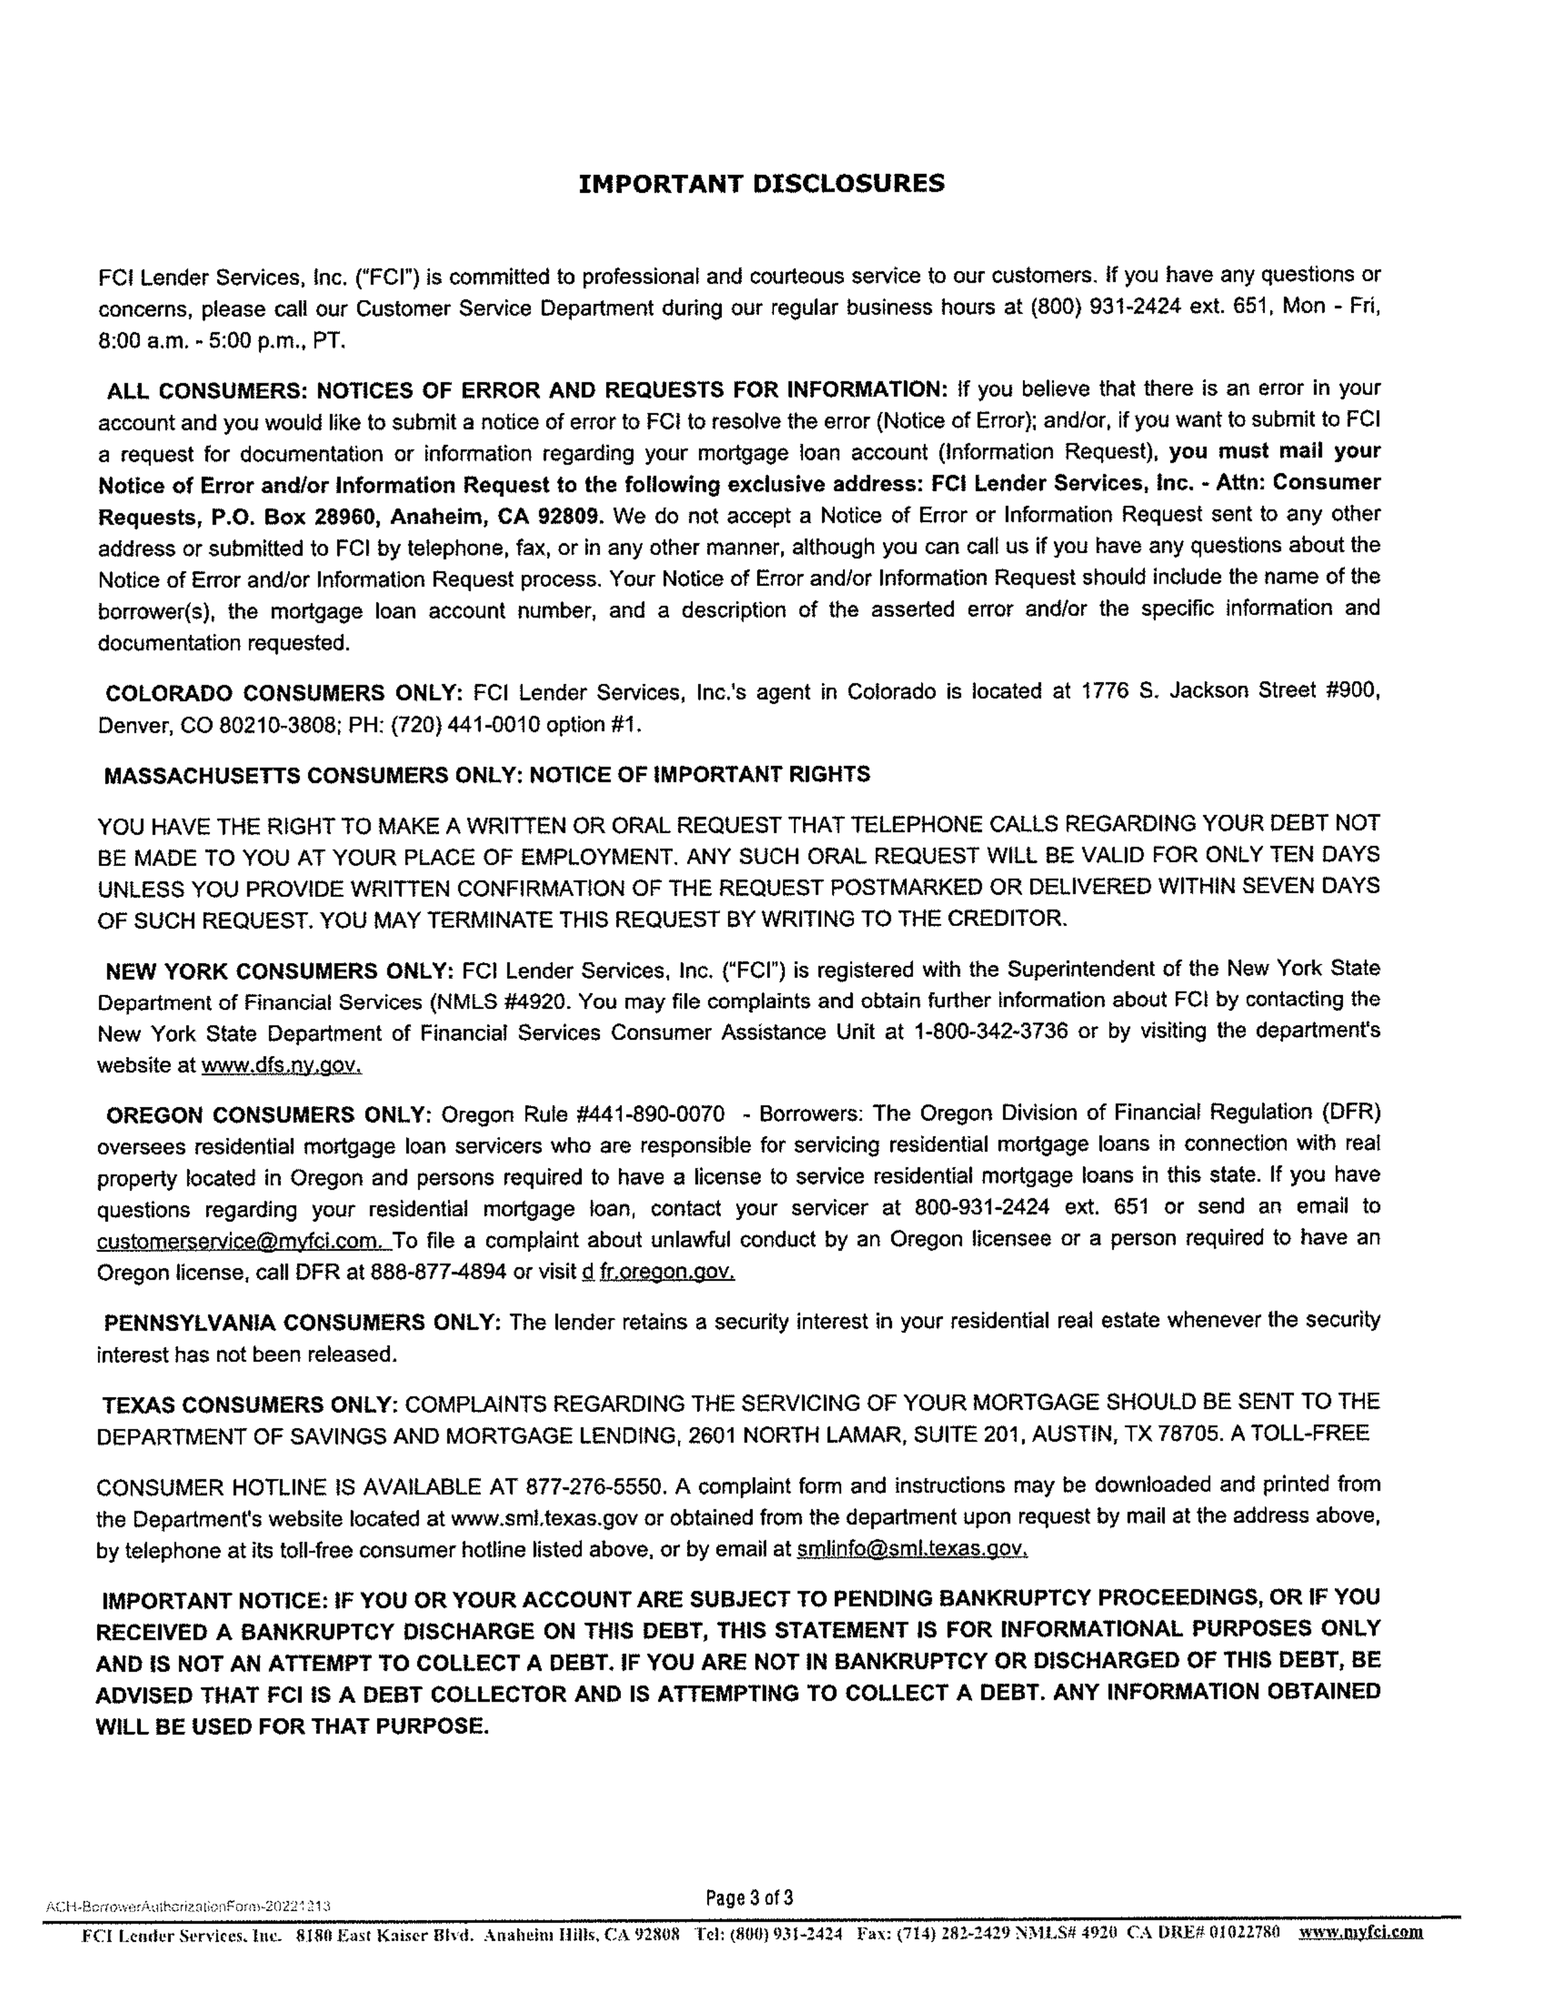 IMPORTANT DISCLOSURES
FCI Lender Services, Inc. (“FCI”) is committed to professional and courteous service to our customers. If you have any questions or
concerns, please call our Customer Service Department during our regular business hours at (800) 931-2424 ext. 651, Mon - Fri,
8:00 a.m. - 5:00 p.m., PT.
ALL CONSUMERS: NOTICES OF ERROR AND REQUESTS FOR INFORMATION: If you believe that there is an error in your
account and you would like to submit a notice of error to FCI to resolve the error (Notice of Error); and/or, if you want to submit to FCI
a request for documentation or information regarding your mortgage loan account (Information Request), you must mail your
Notice of Error and/or Information Request to the following exclusive address: FCI Lender Services, Inc. - Attn: Consumer
Requests, P.O. Box 28960, Anaheim, CA 92809. We do not accept a Notice of Error or Information Request sent to any other
address or submitted to FCI by telephone, fax, or in any other manner, although you can call us if you have any questions about the
Notice of Error and/or Information Request process. Your Notice of Error and/or Information Request should include the name of the
borrower(s), the mortgage loan account number, and a description of the asserted error and/or the specific information and
documentation requested.
COLORADO CONSUMERS ONLY: FCI Lender Services, Inc.'s agent in Colorado is located at 1776 S. Jackson Street #900,
Denver, CO 80210-3808; PH: (720) 441-0010 option #1.
MASSACHUSETTS CONSUMERS ONLY: NOTICE OF IMPORTANT RIGHTS
YOU HAVE THE RIGHT TO MAKE A WRITTEN OR ORAL REQUEST THAT TELEPHONE CALLS REGARDING YOUR DEBT NOT
BE MADE TO YOU AT YOUR PLACE OF EMPLOYMENT. ANY SUCH ORAL REQUEST WILL BE VALID FOR ONLY TEN DAYS
UNLESS YOU PROVIDE WRITTEN CONFIRMATION OF THE REQUEST POSTMARKED OR DELIVERED WITHIN SEVEN DAYS
OF SUCH REQUEST. YOU MAY TERMINATE THIS REQUEST BY WRITING TO THE CREDITOR.
NEW YORK CONSUMERS ONLY: FCI Lender Services, Inc. (“FCI”) is registered with the Superintendent of the New York State
Department of Financial Services (NMLS #4920. You may file complaints and obtain further information about FCI by contacting the
New York State Department of Financial Services Consumer Assistance Unit at 1-800-342-3736 or by visiting the department's
website at www.dfs.ny.gov.
OREGON CONSUMERS ONLY: Oregon Rule #441-890-0070 - Borrowers: The Oregon Division of Financial Regulation (DFR)
oversees residential mortgage loan servicers who are responsible for servicing residential mortgage loans in connection with real
property located in Oregon and persons required to have a license to service residential mortgage loans in this state. If you have
questions regarding your residential mortgage loan, contact your servicer at 800-931-2424 ext. 651 or send an email to
customerservice@myfci.com. To file a complaint about unlawful conduct by an Oregon licensee or a person required to have an
Oregon license, call DFR at 888-877-4894 or visit d fr.oregon.gov.
PENNSYLVANIA CONSUMERS ONLY: The lender retains a security interest in your residential real estate whenever the security
interest has not been released.
TEXAS CONSUMERS ONLY: COMPLAINTS REGARDING THE SERVICING OF YOUR MORTGAGE SHOULD BE SENT TO THE
DEPARTMENT OF SAVINGS AND MORTGAGE LENDING, 2601 NORTH LAMAR, SUITE 201, AUSTIN, TX 78705. A TOLL-FREE
CONSUMER HOTLINE IS AVAILABLE AT 877-276-5550. A complaint form and instructions may be downloaded and printed from
the Department's website located at www.sml.texas.gov or obtained from the department upon request by mail at the address above,
by telephone at its toll-free consumer hotline listed above, or by email at smlinfo@sml.texas.gov.
IMPORTANT NOTICE: IF YOU OR YOUR ACCOUNT ARE SUBJECT TO PENDING BANKRUPTCY PROCEEDINGS, OR IF YOU
RECEIVED A BANKRUPTCY DISCHARGE ON THIS DEBT, THIS STATEMENT IS FOR INFORMATIONAL PURPOSES ONLY
AND IS NOT AN ATTEMPT TO COLLECT A DEBT. IF YOU ARE NOT IN BANKRUPTCY OR DISCHARGED OF THIS DEBT, BE
ADVISED THAT FCI IS A DEBT COLLECTOR AND IS ATTEMPTING TO COLLECT A DEBT. ANY INFORMATION OBTAINED
WILL BE USED FOR THAT PURPOSE.
ACH-BorrowerAuthorizationForm-20221213
Page 3 of 3
FCI Lender Services, Inc. 8180 East Kaiser Blvd. Anaheim Hills, CA 92808 Tel: (800) 931-2424 Fax: (714) 282-2429 NMLS# 4920 CA DRE# 01022780 www.myfci.com